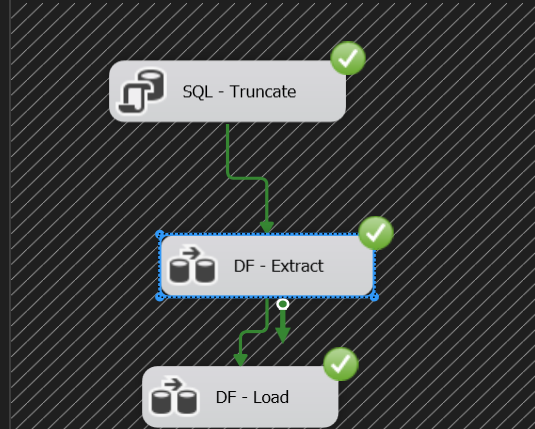 SQL - Truncate
DF - Extract
DF - Load